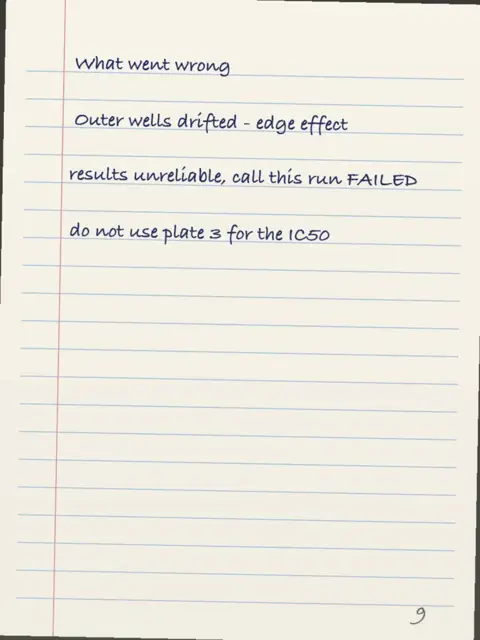 What went wrong
Outer wells drifted - edge effect
results unreliable, call this run FAILED
do not use plate 3 for the IC50
9